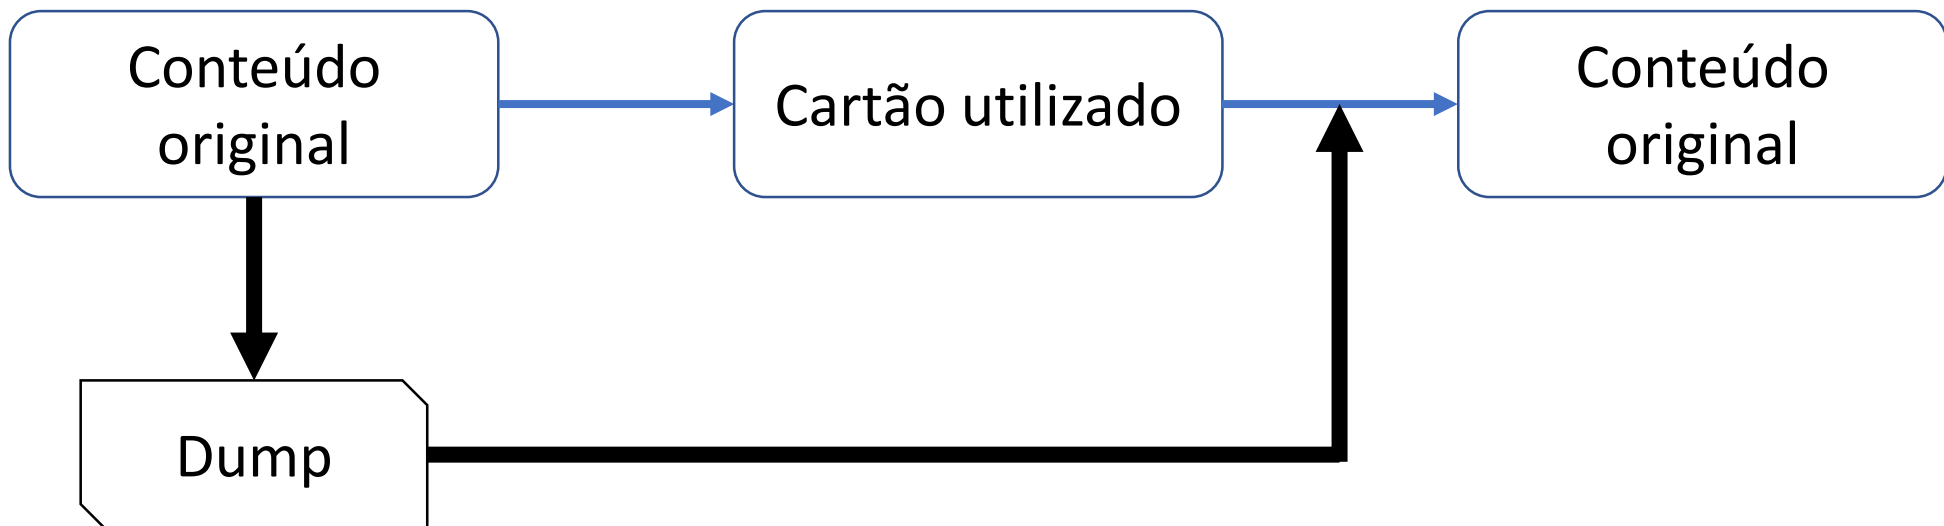 Conteúdo
original
Cartão utilizado
Conteúdo
original
Dump